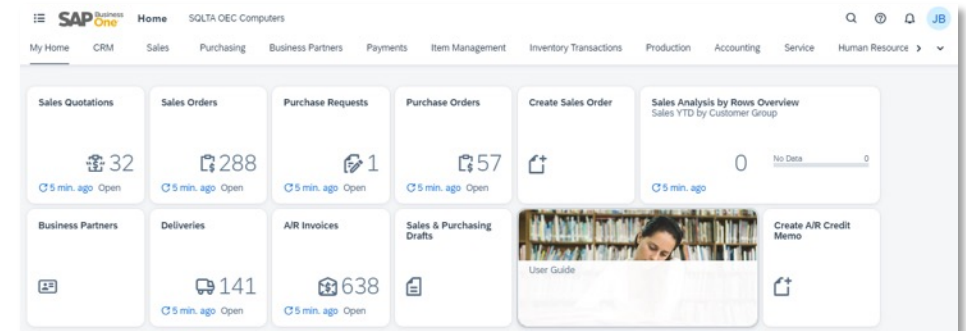 SAP Business One Home SQLTA OEC Computers JB
My Home CRM Sales Purchasing Business Partners Payments Item Management Inventory Transactions Production Accounting Service Human Resource
Sales Quotations
32
5 min. ago Open
Sales Orders
288
5 min. ago Open
Purchase Requests
1
5 min. ago Open
Purchase Orders
57
5 min. ago Open
Create Sales Order
Sales Analysis by Rows Overview
Sales YTD by Customer Group
0 No Data 0
5 min. ago
Business Partners
Deliveries
141
5 min. ago Open
A/R Invoices
638
5 min. ago Open
Sales & Purchasing
Drafts
User Guide
Create A/R Credit
Memo